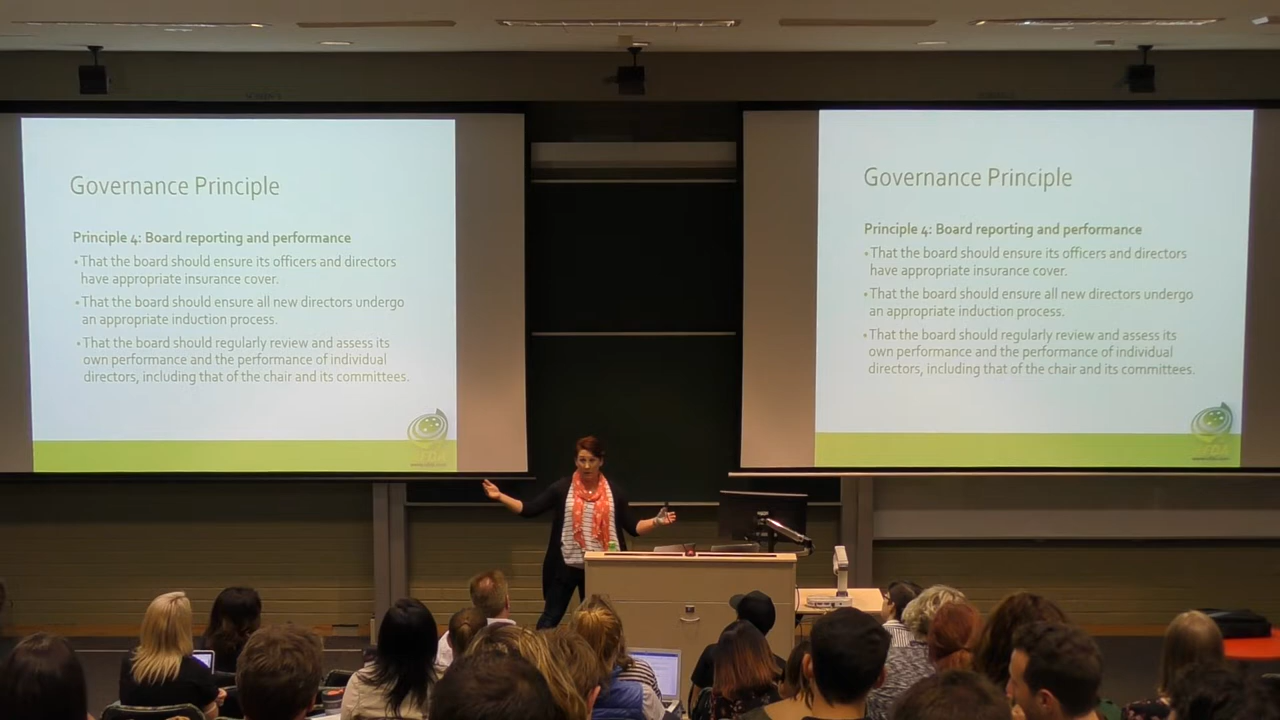 Governance Principle
Principle 4: Board reporting and performance
• That the board should ensure its officers and directors
have appropriate insurance cover.
• That the board should ensure all new directors undergo
an appropriate induction process.
• That the board should regularly review and assess its
own performance and the performance of individual
directors, including that of the chair and its committees.
Governance Principle
Principle 4: Board reporting and performance
• That the board should ensure its officers and directors
have appropriate insurance cover.
• That the board should ensure all new directors undergo
an appropriate induction process.
• That the board should regularly review and assess its
own performance and the performance of individual
directors, including that of the chair and its committees.